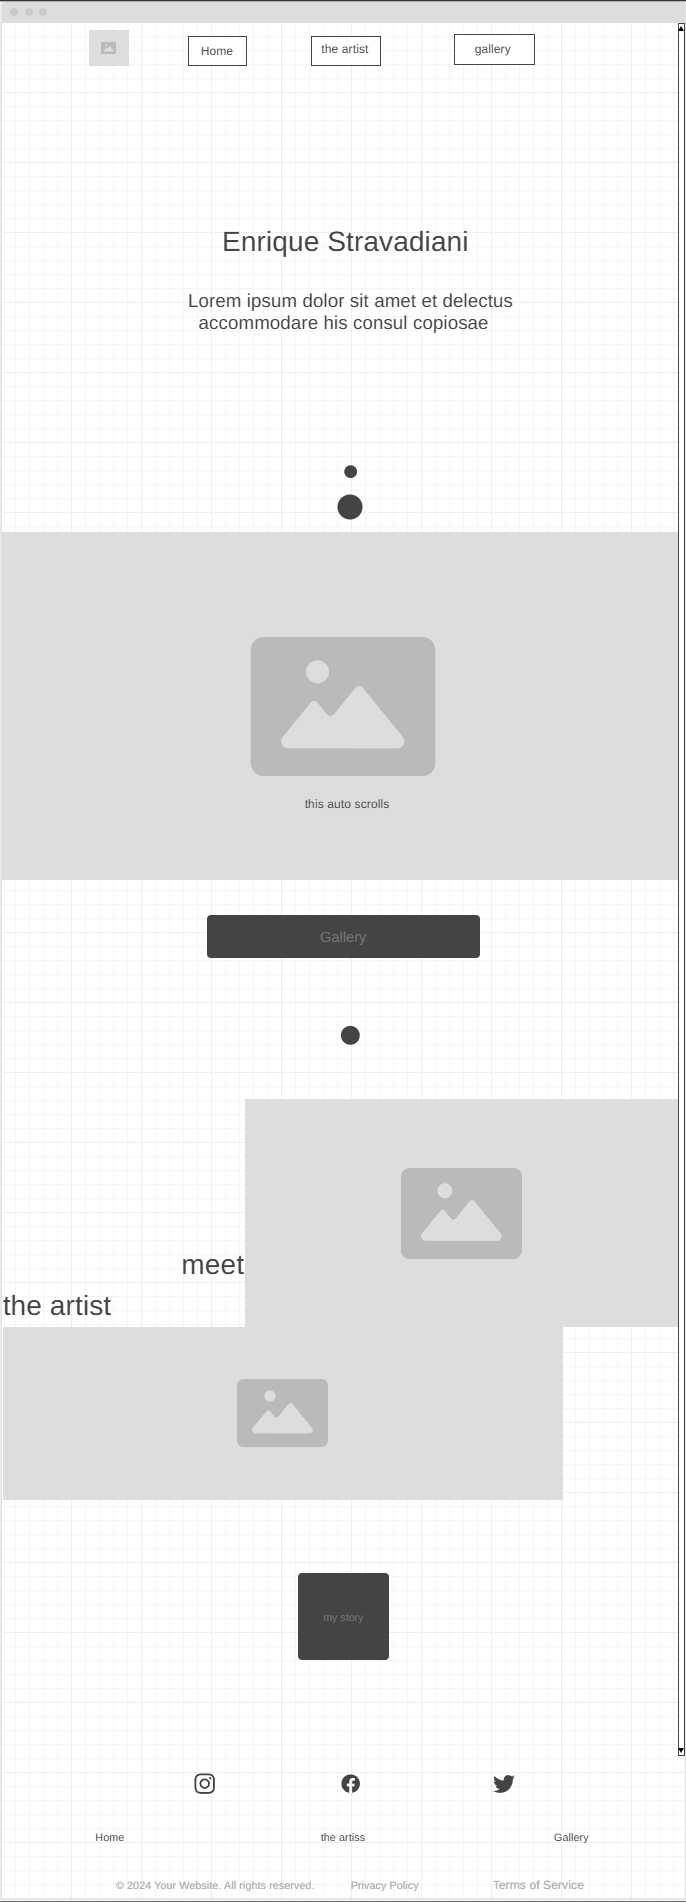 Home
the artist
gallery
Enrique Stravadiani
Lorem ipsum dolor sit amet et delectus
accommodare his consul copiosae
this auto scrolls
Gallery
meet
the artist
my story
Home
the artiss
Gallery
© 2024 Your Website. All rights reserved.
Privacy Policy
Terms of Service